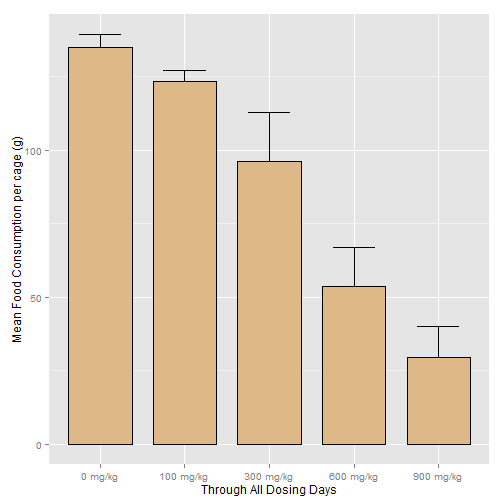 Mean Food Consumption per cage (g)
100
50
0
0 mg/kg 100 mg/kg 300 mg/kg 600 mg/kg 900 mg/kg
Through All Dosing Days